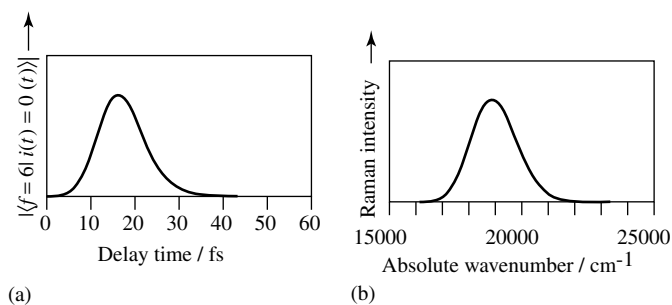 |⟨f = 6| i(t) = 0 (t)⟩|
0 10 20 30 40 50 60
Delay time / fs
(a)
Raman intensity
15000 20000 25000
Absolute wavenumber / cm⁻¹
(b)